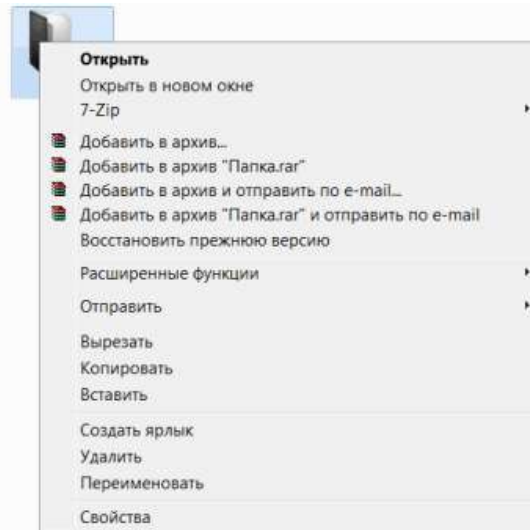 Открыть
Открыть в новом окне
7-Zip
Добавить в архив...
Добавить в архив "Папка.rar"
Добавить в архив и отправить по e-mail...
Добавить в архив "Папка.rar" и отправить по e-mail
Восстановить прежнюю версию
Расширенные функции
Отправить
Вырезать
Копировать
Вставить
Создать ярлык
Удалить
Переименовать
Свойства